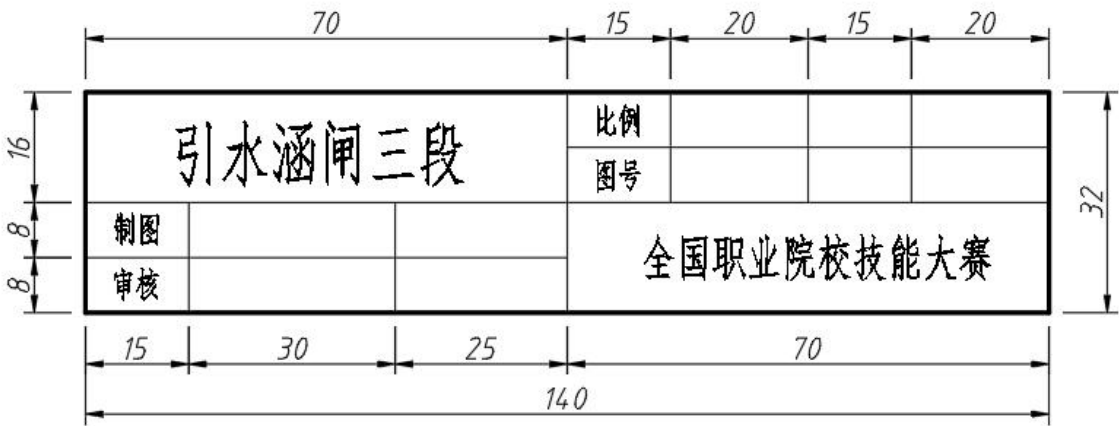 70 15 20 15 20
16 引水涵闸三段 比例
图号 32
8 制图 全国职业院校技能大赛
8 审核
15 30 25 70
140